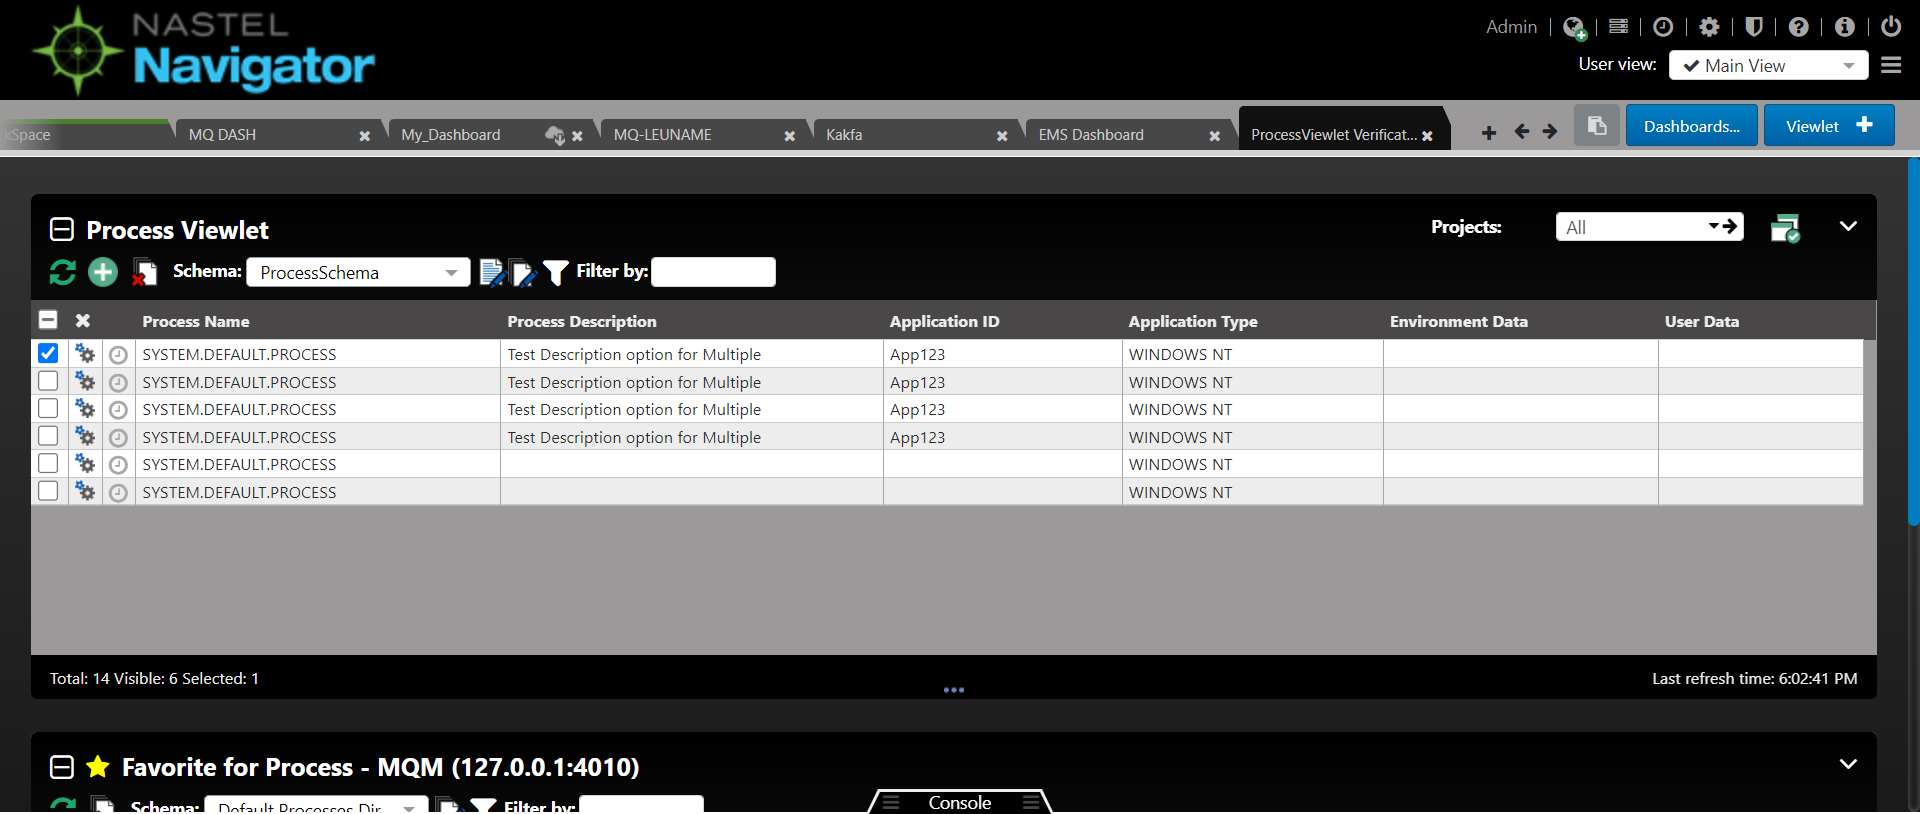 NASTEL
Navigator
Admin
User view: Main View
kSpace
MQ DASH
My_Dashboard
MQ-LEUNAME
Kakfa
EMS Dashboard
ProcessViewlet Verificat...
Dashboards...
Viewlet
Process Viewlet
Projects: All
Schema: ProcessSchema Filter by:
Process Name Process Description Application ID Application Type Environment Data User Data
SYSTEM.DEFAULT.PROCESS Test Description option for Multiple App123 WINDOWS NT
SYSTEM.DEFAULT.PROCESS Test Description option for Multiple App123 WINDOWS NT
SYSTEM.DEFAULT.PROCESS Test Description option for Multiple App123 WINDOWS NT
SYSTEM.DEFAULT.PROCESS Test Description option for Multiple App123 WINDOWS NT
SYSTEM.DEFAULT.PROCESS WINDOWS NT
SYSTEM.DEFAULT.PROCESS WINDOWS NT
Total: 14 Visible: 6 Selected: 1
Last refresh time: 6:02:41 PM
Favorite for Process - MQM (127.0.0.1:4010)
Schema: Default Processes Dir Filter by:
Console